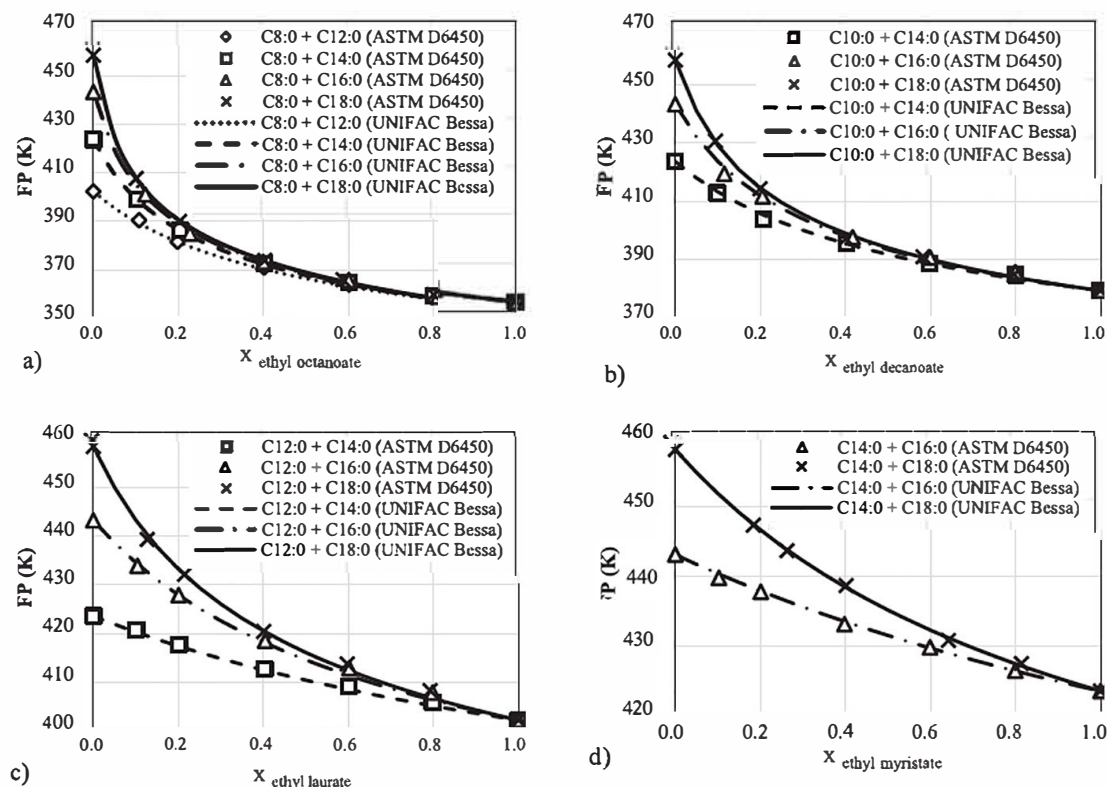 470
450
430
410
390
370
350
FP (K)
C8:0 + C12:0 (ASTM D6450)
C8:0 + C14:0 (ASTM D6450)
C8:0 + C16:0 (ASTM D6450)
C8:0 + C18:0 (ASTM D6450)
C8:0 + C12:0 (UNIFAC Bessa)
C8:0 + C14:0 (UNIFAC Bessa)
C8:0 + C16:0 (UNIFAC Bessa)
C8:0 + C18:0 (UNIFAC Bessa)
0.0 0.2 0.4 0.6 0.8 1.0
a)
X ethyl octanoate
470
450
430
410
390
370
FP (K)
C10:0 + C14:0 (ASTM D6450)
C10:0 + C16:0 (ASTM D6450)
C10:0 + C18:0 (ASTM D6450)
C10:0 + C14:0 (UNIFAC Bessa)
C10:0 + C16:0 ( UNIFAC Bessa)
C10:0 + C18:0 (UNIFAC Bessa)
0.0 0.2 0.4 0.6 0.8 1.0
b)
X ethyl decanoate
460
450
440
430
420
410
400
FP (K)
C12:0 + C14:0 (ASTM D6450)
C12:0 + C16:0 (ASTM D6450)
C12:0 + C18:0 (ASTM D6450)
C12:0 + C14:0 (UNIFAC Bessa)
C12:0 + C16:0 (UNIFAC Bessa)
C12:0 + C18:0 (UNIFAC Bessa)
0.0 0.2 0.4 0.6 0.8 1.0
c)
X ethyl laurate
460
450
440
430
420
FP (K)
C14:0 + C16:0 (ASTM D6450)
C14:0 + C18:0 (ASTM D6450)
C14:0 + C16:0 (UNIFAC Bessa)
C14:0 + C18:0 (UNIFAC Bessa)
0.0 0.2 0.4 0.6 0.8 1.0
d)
X ethyl myristate